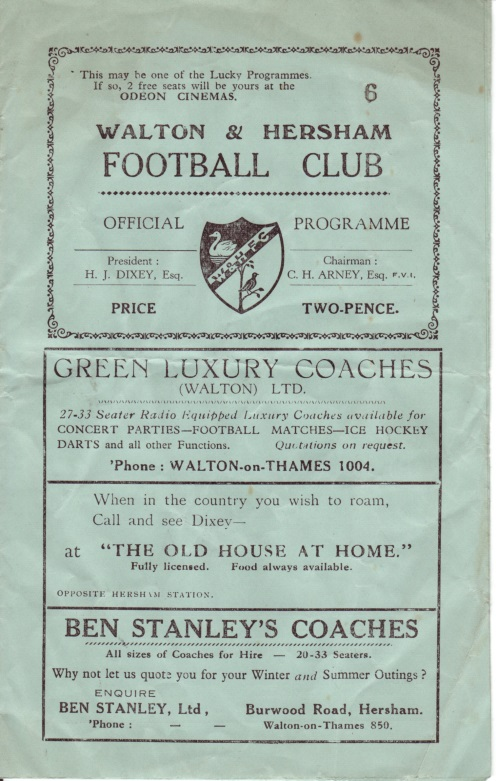 This may be one of the Lucky Programmes.
If so, 2 free seats will be yours at the
ODEON CINEMAS.
6
WALTON & HERSHAM
FOOTBALL CLUB
OFFICIAL PROGRAMME
President :
H. J. DIXEY, Esq.
Chairman :
C. H. ARNEY, Esq. F.V.I.
W.&H.F.C.
PRICE TWO-PENCE.
GREEN LUXURY COACHES
(WALTON) LTD.
27-33 Seater Radio Equipped Luxury Coaches available for
CONCERT PARTIES—FOOTBALL MATCHES—ICE HOCKEY
DARTS and all other Functions. Quotations on request.
'Phone : WALTON-on-THAMES 1004.
When in the country you wish to roam,
Call and see Dixey—
at "THE OLD HOUSE AT HOME."
Fully licensed. Food always available.
OPPOSITE HERSHAM STATION.
BEN STANLEY'S COACHES
All sizes of Coaches for Hire — 20-33 Seaters.
Why not let us quote you for your Winter and Summer Outings ?
ENQUIRE
BEN STANLEY, Ltd, Burwood Road, Hersham.
'Phone : — — Walton-on-Thames 850.